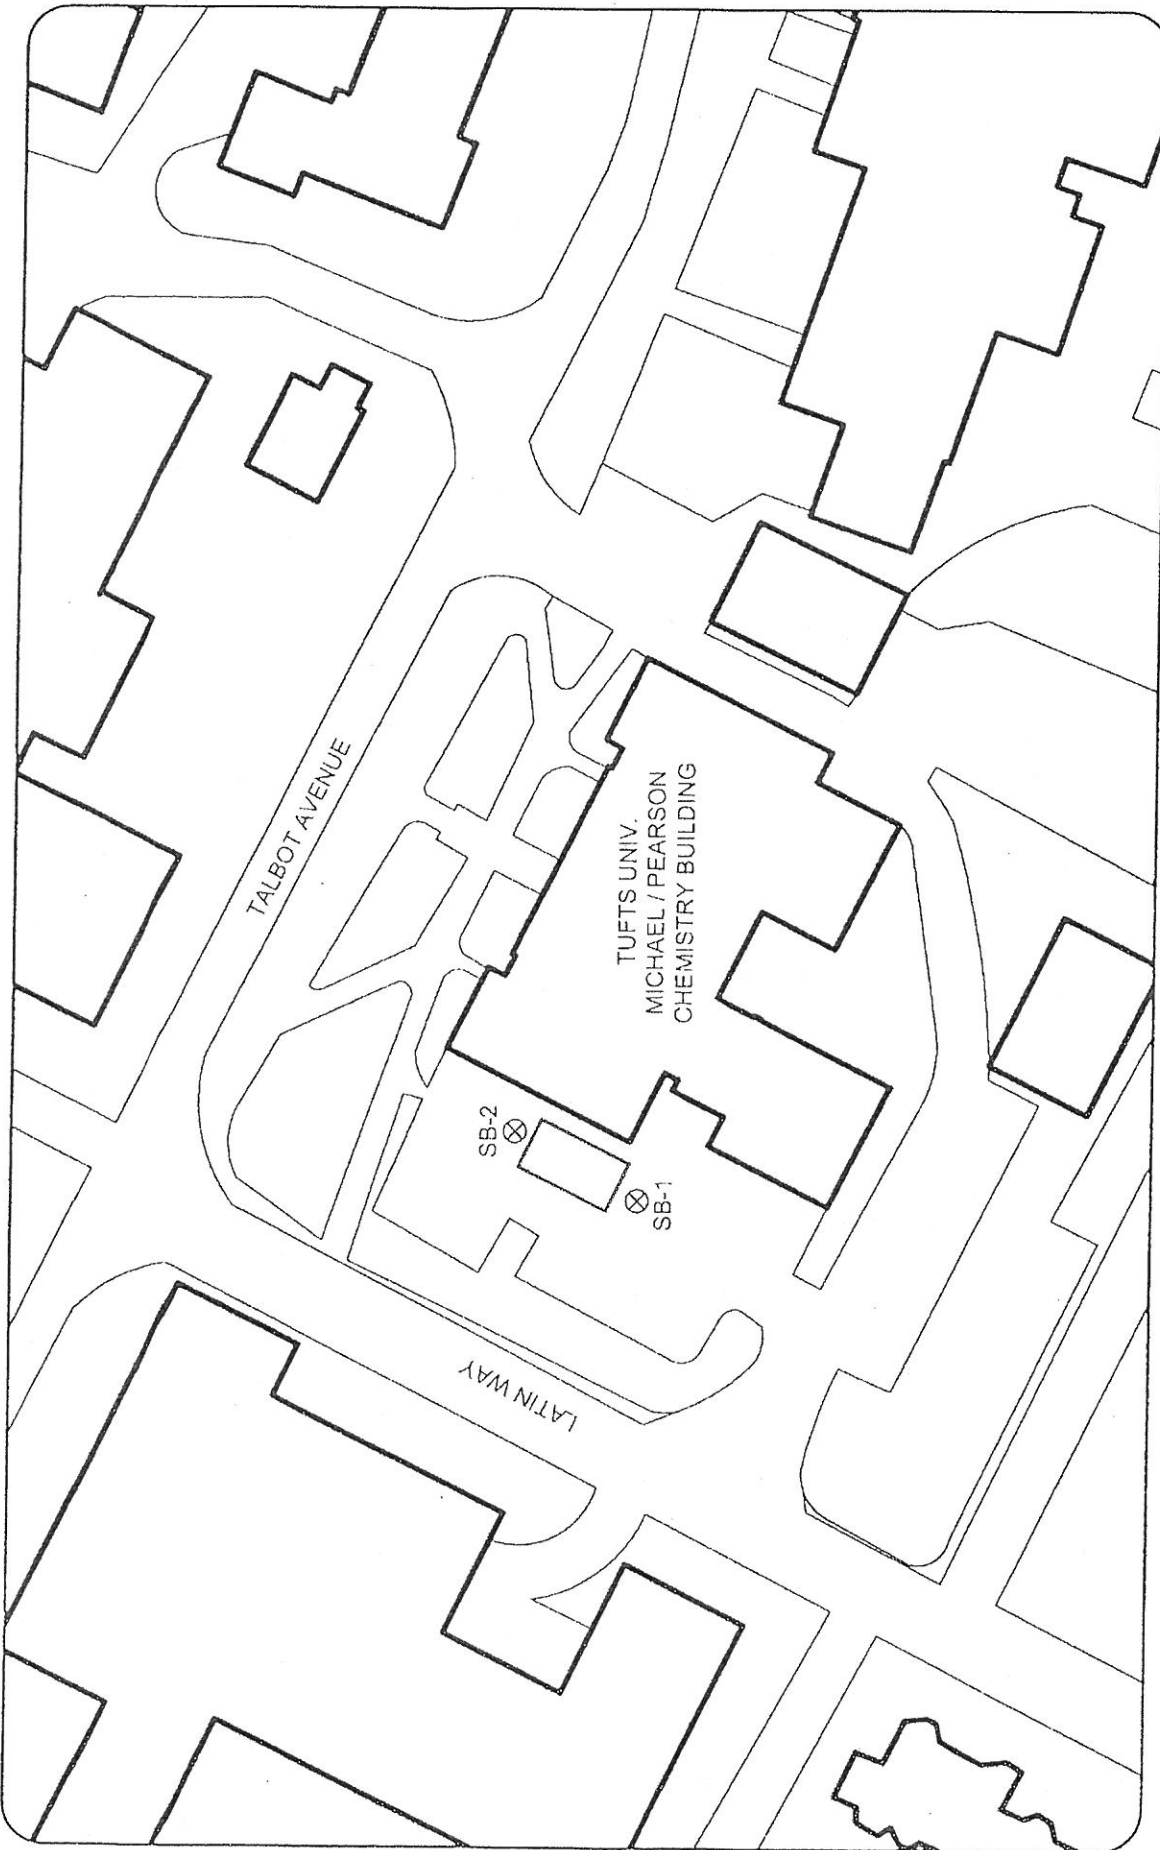 TALBOT AVENUE
TUFTS UNIV.
MICHAEL / PEARSON
CHEMISTRY BUILDING
SB-2
SB-1
LATIN WAY